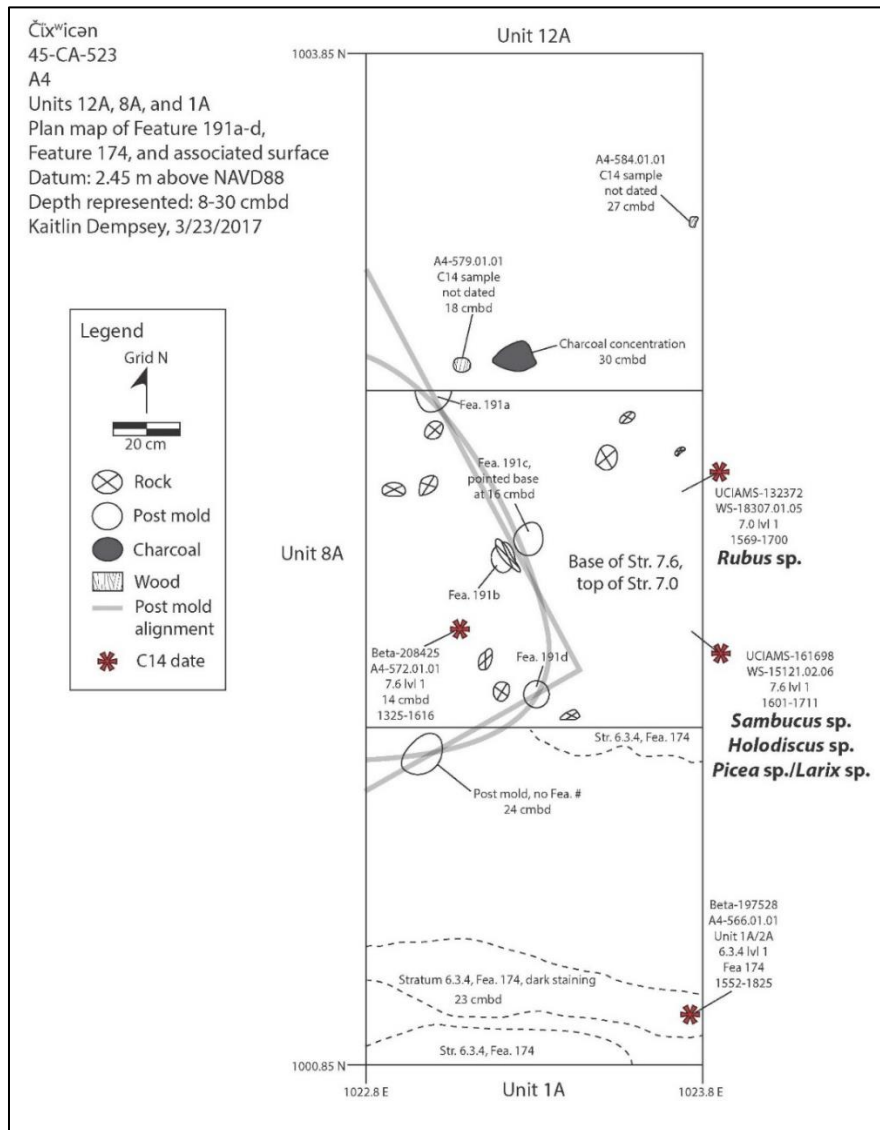 Čïxʷicən
45-CA-523
A4
Units 12A, 8A, and 1A
Plan map of Feature 191a-d,
Feature 174, and associated surface
Datum: 2.45 m above NAVD88
Depth represented: 8-30 cmbd
Kaitlin Dempsey, 3/23/2017
Unit 12A
1003.85 N
A4-584.01.01
C14 sample
not dated
27 cmbd
A4-579.01.01
C14 sample
not dated
18 cmbd
Charcoal concentration
30 cmbd
Legend
Grid N
20 cm
Rock
Post mold
Charcoal
Wood
Post mold
alignment
C14 date
Fea. 191a
Fea. 191c,
pointed base
at 16 cmbd
UCIAMS-132372
WS-18307.01.05
7.0 lvl 1
1569-1700
Rubus sp.
Unit 8A
Base of Str. 7.6,
top of Str. 7.0
Fea. 191b
Beta-208425
A4-572.01.01
7.6 lvl 1
14 cmbd
1325-1616
Fea. 191d
UCIAMS-161698
WS-15121.02.06
7.6 lvl 1
1601-1711
Sambucus sp.
Holodiscus sp.
Picea sp./Larix sp.
Str. 6.3.4, Fea. 174
Post mold, no Fea. #
24 cmbd
Beta-197528
A4-566.01.01
Unit 1A/2A
6.3.4 lvl 1
Fea 174
1552-1825
Stratum 6.3.4, Fea. 174, dark staining
23 cmbd
Str. 6.3.4, Fea. 174
1000.85 N
1022.8 E
Unit 1A
1023.8 E